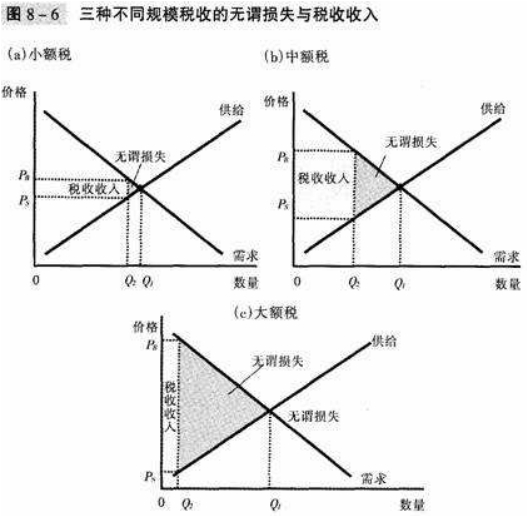 图 8-6 三种不同规模税收的无谓损失与税收收入
(a)小额税
(b)中额税
价格
供给
无谓损失
P_B
税收收入
P_S
需求
0
Q_2
Q_1
数量
价格
供给
无谓损失
P_B
税收收入
P_S
需求
0
Q_2
Q_1
数量
(c)大额税
价格
P_B
供给
无谓损失
税收收入
无谓损失
P_S
需求
0
Q_2
Q_1
数量